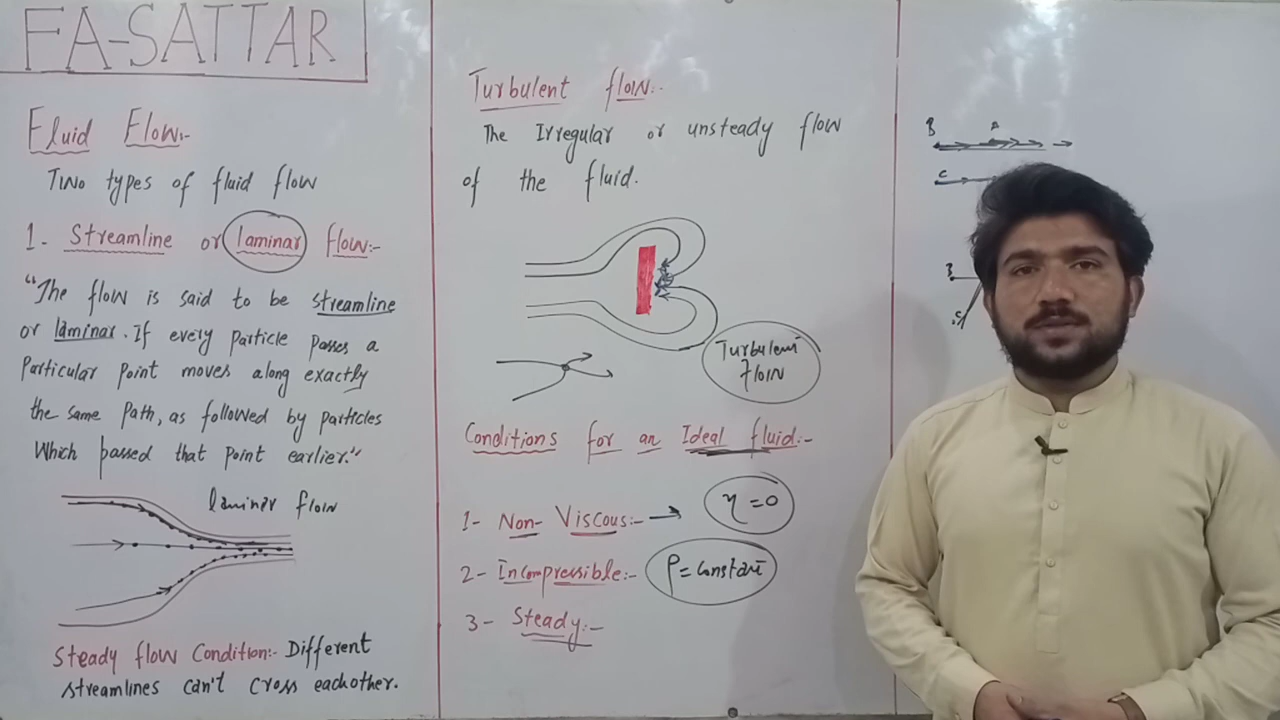 FA-SATTAR
Fluid Flow:-
Two types of fluid flow
1- Streamline or laminar flow:-
"The flow is said to be streamline
or laminar. If every particle passes a
particular point moves along exactly
the same path, as followed by particles
Which passed that point earlier."
laminar flow
Steady flow Condition:- Different
streamlines can't cross eachother.
Turbulent flow:-
The Irregular or unsteady flow
of the fluid.
Turbulent
flow
Conditions for an Ideal fluid:-
1- Non-Viscous:- → η=0
2- Incompressible:- ρ=Constant
3- Steady:-
B A
C
B
C